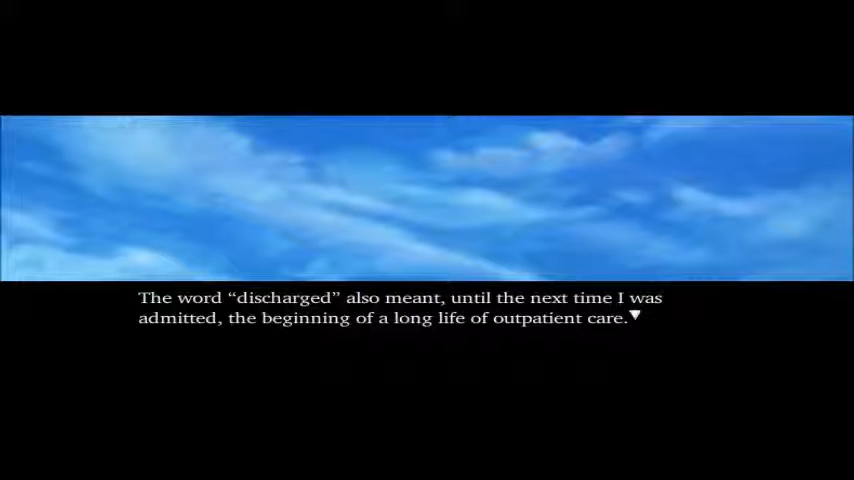 The word “discharged” also meant, until the next time I was
admitted, the beginning of a long life of outpatient care.